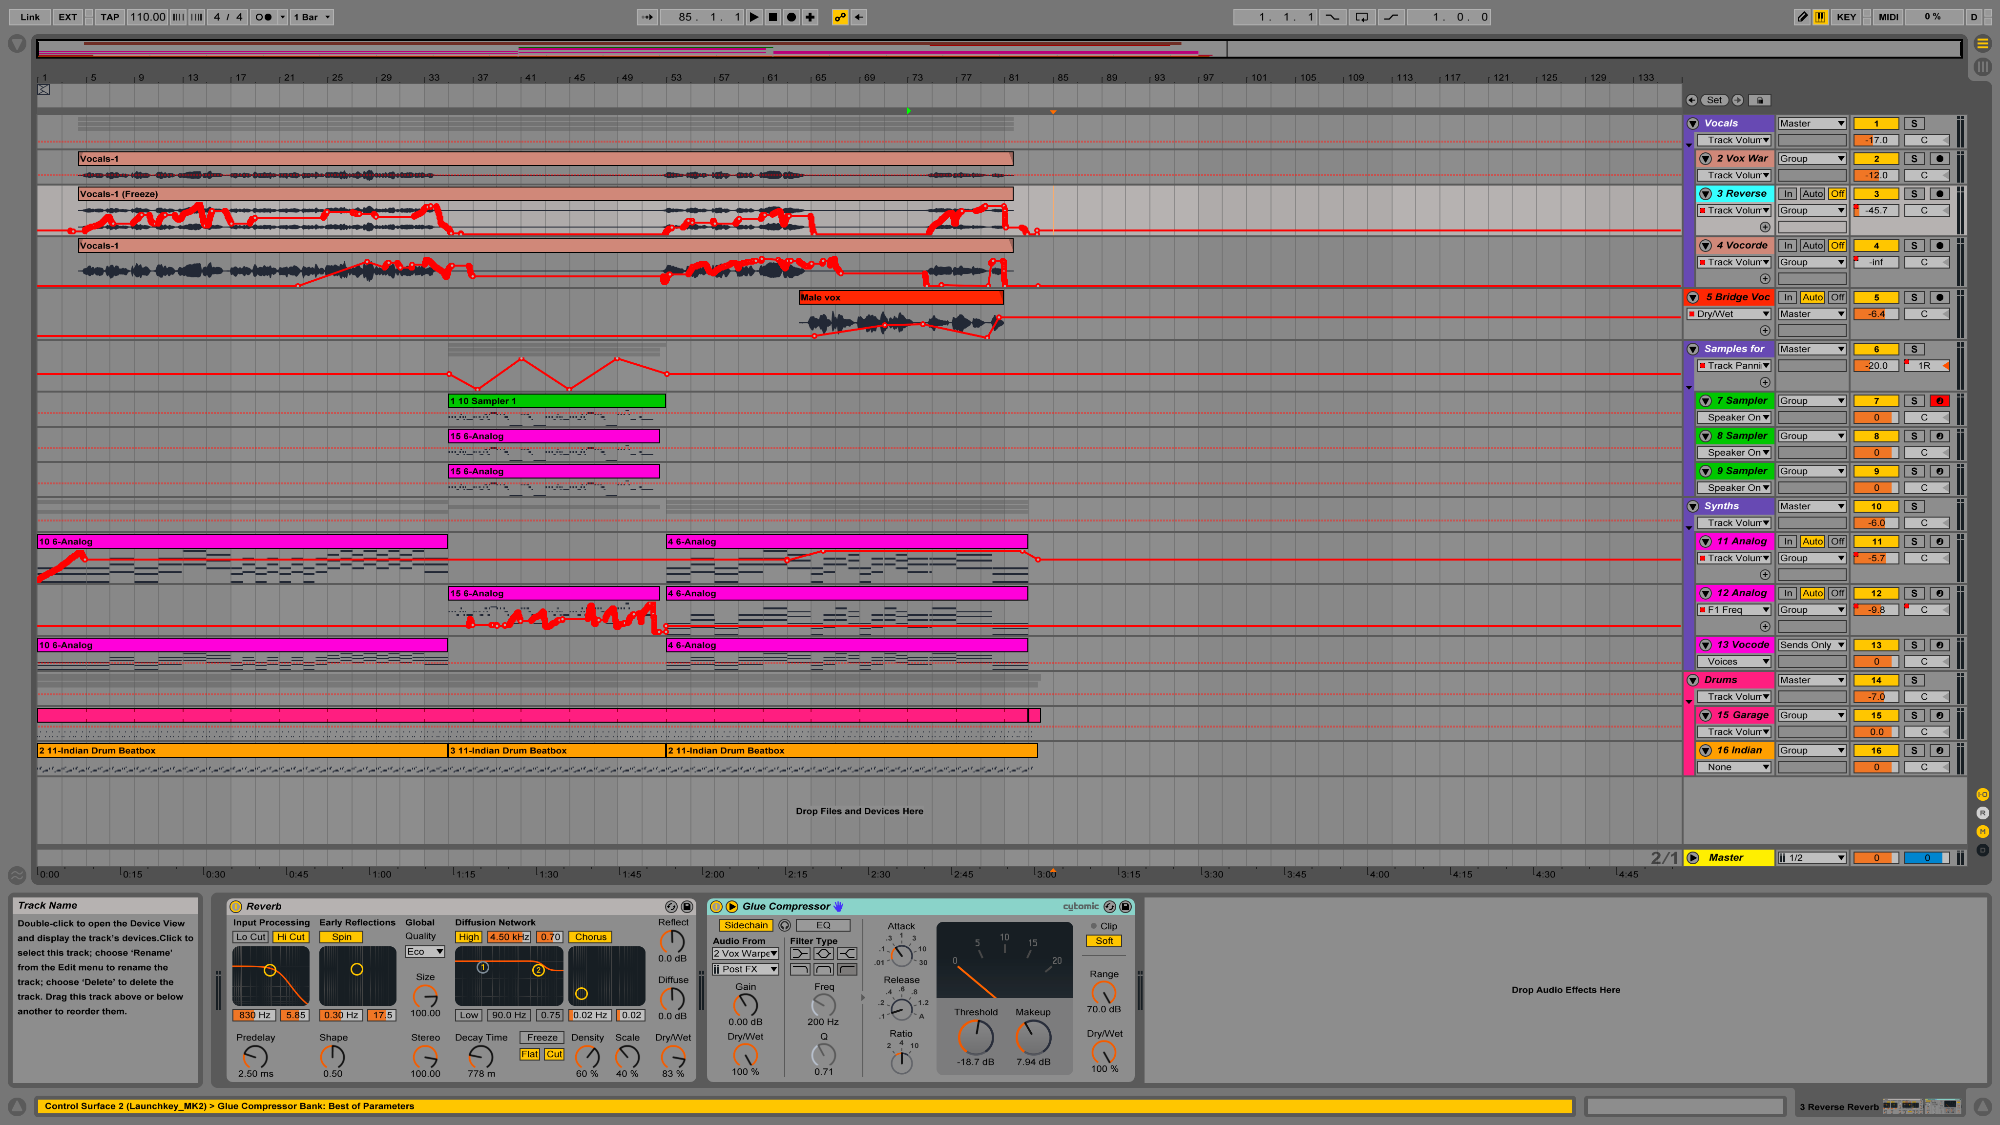 Link EXT TAP 110.00 4 / 4 1 Bar 85. 1. 1 1. 1. 1 1. 0. 0 KEY MIDI 0 % D
1 5 9 13 17 21 25 29 33 37 41 45 49 53 57 61 65 69 73 77 81 85 89 93 97 101 105 109 113 117 121 125 129 133
Set
Vocals Master 1 S
Track Volum -17.0 C
Vocals-1 2 Vox War Group 2 S
Track Volum -12.0 C
Vocals-1 (Freeze) 3 Reverse In Auto Off 3 S
Track Volum Group -45.7 C
Vocals-1 4 Vocorde In Auto Off 4 S
Track Volum Group -inf C
Male vox 5 Bridge Voc In Auto Off 5 S
Dry/Wet Master -6.4 C
Samples for Master 6 S
Track Panni -20.0 1R
1 10 Sampler 1 7 Sampler Group 7 S
Speaker On 0 C
15 6-Analog 8 Sampler Group 8 S
Speaker On 0 C
15 6-Analog 9 Sampler Group 9 S
Speaker On 0 C
Synths Master 10 S
Track Volum -6.0 C
10 6-Analog 4 6-Analog 11 Analog In Auto Off 11 S
Track Volum Group -5.7 C
15 6-Analog 4 6-Analog 12 Analog In Auto Off 12 S
F1 Freq Group -9.8 C
10 6-Analog 4 6-Analog 13 Vocode Sends Only 13 S
Voices 0 C
Drums Master 14 S
Track Volum -7.0 C
15 Garage Group 15 S
Track Volum 0.0 C
2 11-Indian Drum Beatbox 3 11-Indian Drum Beatbox 2 11-Indian Drum Beatbox 16 Indian Group 16 S
None 0 C
Drop Files and Devices Here
2/1 Master 1/2 0 0
0:00 0:15 0:30 0:45 1:00 1:15 1:30 1:45 2:00 2:15 2:30 2:45 3:00 3:15 3:30 3:45 4:00 4:15 4:30 4:45
Track Name
Double-click to open the Device View
and display the track's devices.Click to
select this track; choose 'Rename'
from the Edit menu to rename the
track; choose 'Delete' to delete the
track. Drag this track above or below
another to reorder them.
Reverb
Input Processing Early Reflections Global Diffusion Network Reflect
Lo Cut Hi Cut Spin Quality High 4.50 kHz 0.70 Chorus
Eco 0.0 dB
1 2
Size Diffuse
100.00
830 Hz 5.85 0.30 Hz 17.5 Low 90.0 Hz 0.75 0.02 Hz 0.02 0.0 dB
Predelay Shape Stereo Decay Time Freeze Density Scale Dry/Wet
Flat Cut
2.50 ms 0.50 100.00 778 m 60 % 40 % 83 %
Glue Compressor cytomic
Sidechain EQ Attack Clip
Audio From Filter Type .1 .3 1 3 10 30 .01 Soft
2 Vox Warpe
Post FX 0 5 10 15 20
Gain Freq Release Range
0.00 dB 200 Hz .1 .2 .4 .6 .8 1.2 A 70.0 dB
Threshold Makeup
Dry/Wet Q Ratio Dry/Wet
2 4 10
100 % 0.71 -18.7 dB 7.94 dB 100 %
Drop Audio Effects Here
Control Surface 2 (Launchkey_MK2) > Glue Compressor Bank: Best of Parameters
3 Reverse Reverb